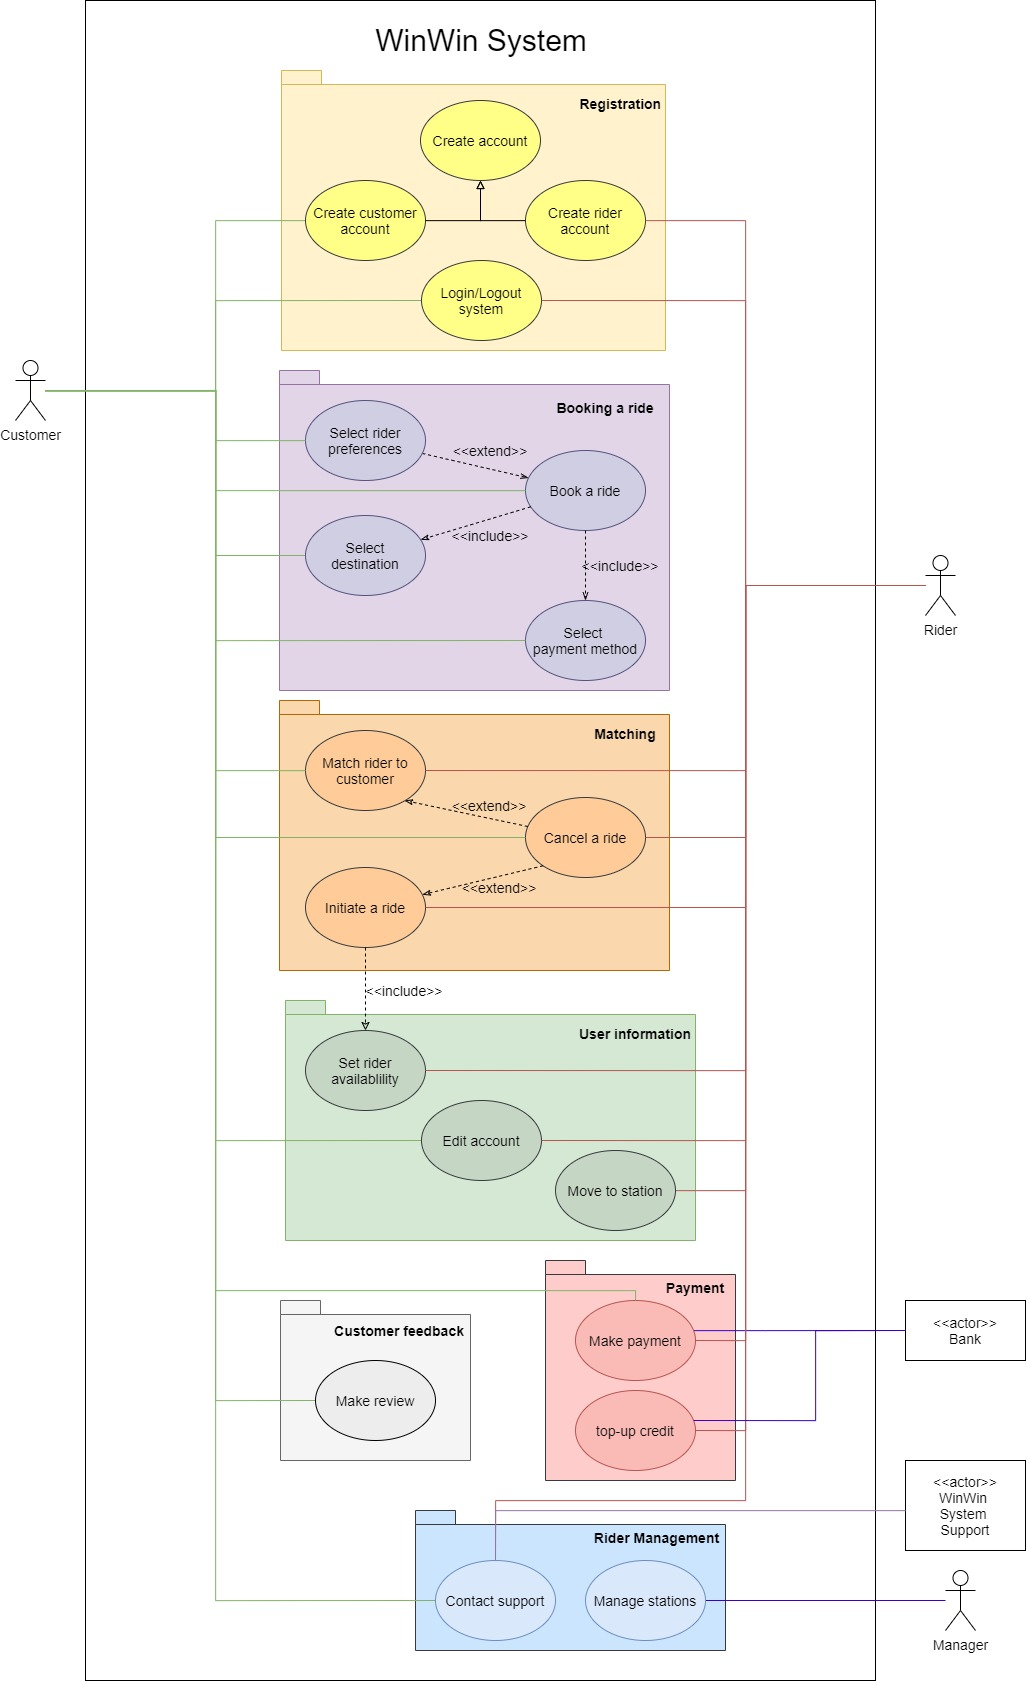 WinWin System
Registration
Create account
Create customer
account
Create rider
account
Login/Logout
system
Customer
Booking a ride
Select rider
preferences
<<extend>>
Book a ride
<<include>>
Select
destination
<<include>>
Select
payment method
Rider
Matching
Match rider to
customer
<<extend>>
Cancel a ride
<<extend>>
Initiate a ride
<<include>>
User information
Set rider
availablility
Edit account
Move to station
Payment
Make payment
top-up credit
<<actor>>
Bank
Customer feedback
Make review
<<actor>>
WinWin
System
Support
Rider Management
Contact support
Manage stations
Manager